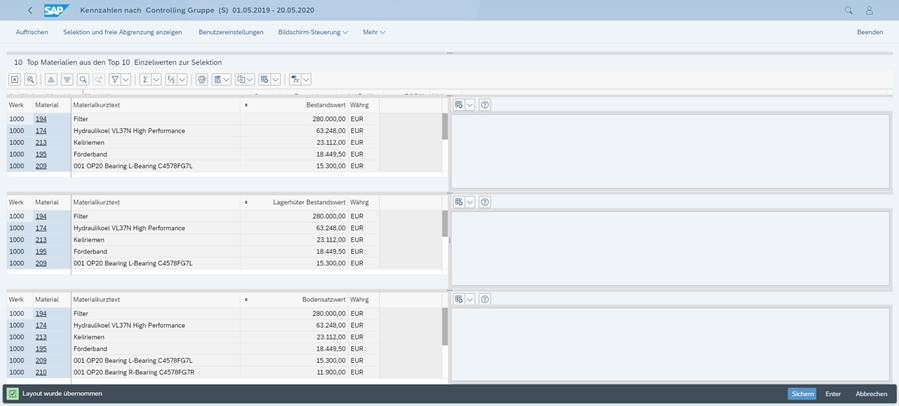 SAP Kennzahlen nach Controlling Gruppe (S) 01.05.2019 - 20.05.2020
Auffrischen Selektion und freie Abgrenzung anzeigen Benutzereinstellungen Bildschirm-Steuerung Mehr Beenden
10 Top Materialien aus den Top 10 Einzelwerten zur Selektion
Werk Material Materialkurztext Bestandswert Währg
1000 194 Filter 280.000,00 EUR
1000 174 Hydraulikoel VL37N High Performance 63.248,00 EUR
1000 213 Keilriemen 23.112,00 EUR
1000 195 Förderband 18.449,50 EUR
1000 209 001 OP20 Bearing L-Bearing C4578FG7L 15.300,00 EUR
Werk Material Materialkurztext Lagerhüter Bestandswert Währg
1000 194 Filter 280.000,00 EUR
1000 174 Hydraulikoel VL37N High Performance 63.248,00 EUR
1000 213 Keilriemen 23.112,00 EUR
1000 195 Förderband 18.449,50 EUR
1000 209 001 OP20 Bearing L-Bearing C4578FG7L 15.300,00 EUR
Werk Material Materialkurztext Bodensatzwert Währg
1000 194 Filter 280.000,00 EUR
1000 174 Hydraulikoel VL37N High Performance 63.248,00 EUR
1000 213 Keilriemen 23.112,00 EUR
1000 195 Förderband 18.449,50 EUR
1000 209 001 OP20 Bearing L-Bearing C4578FG7L 15.300,00 EUR
1000 210 001 OP20 Bearing R-Bearing C4578FG7R 11.900,00 EUR
Layout wurde übernommen Sichern Enter Abbrechen